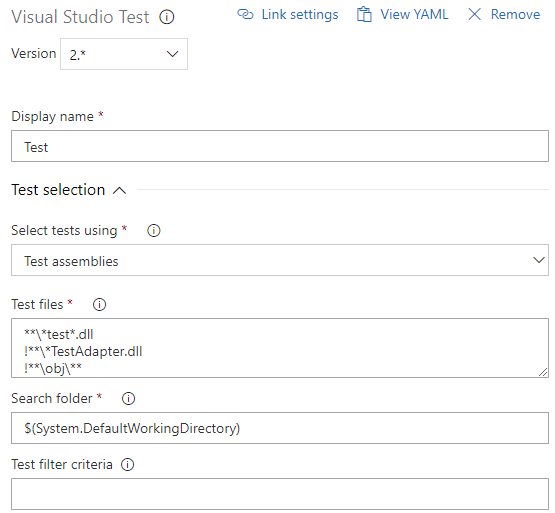 Visual Studio Test
Link settings
View YAML
Remove
Version
2.*
Display name *
Test
Test selection
Select tests using *
Test assemblies
Test files *
**\*test*.dll
!**\*TestAdapter.dll
!**\obj\**
Search folder *
$(System.DefaultWorkingDirectory)
Test filter criteria